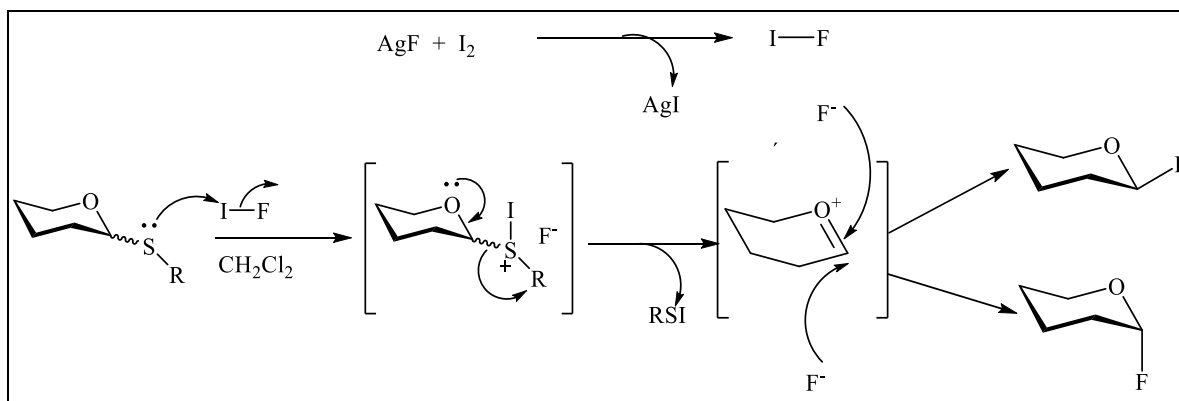 AgF + I₂ I—F
AgI
F⁻
O
O I—F S R
CH₂Cl₂
O I S⁺ R F⁻
RSI
O⁺
F⁻
O
F